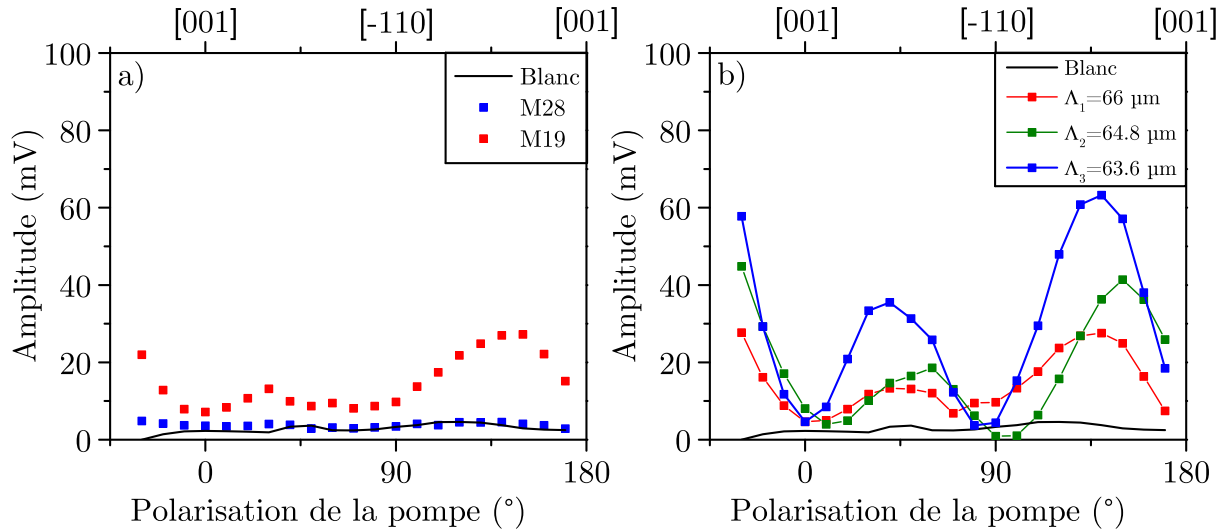 [001] [-110] [001]
a)
Blanc
M28
M19
100
80
60
40
20
0
Amplitude (mV)
0 90 180
Polarisation de la pompe (°)
[001] [-110] [001]
b)
Blanc
Λ1=66 µm
Λ2=64.8 µm
Λ3=63.6 µm
100
80
60
40
20
0
Amplitude (mV)
0 90 180
Polarisation de la pompe (°)